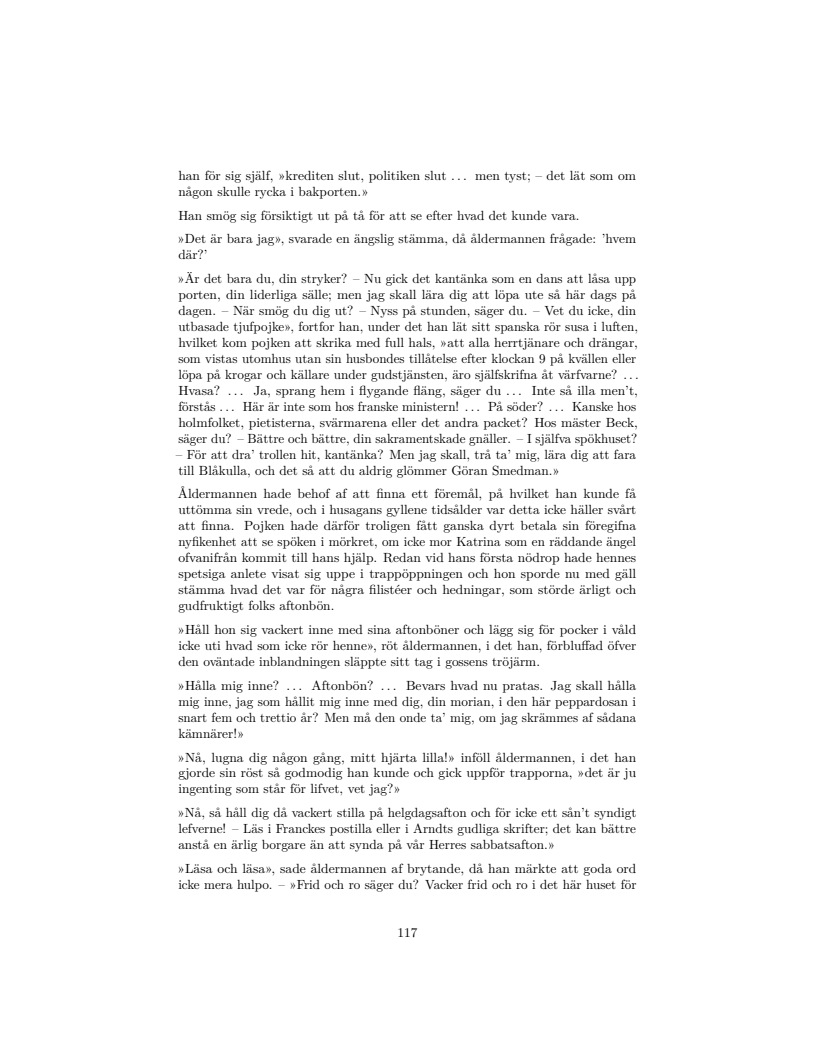 han för sig själf, »krediten slut, politiken slut ... men tyst; – det lät som om
någon skulle rycka i bakporten.»
Han smög sig försiktigt ut på tå för att se efter hvad det kunde vara.
»Det är bara jag», svarade en ängslig stämma, då åldermannen frågade: 'hvem
där?'
»Är det bara du, din stryker? – Nu gick det kantänka som en dans att låsa upp
porten, din liderliga sälle; men jag skall lära dig att löpa ute så här dags på
dagen. – När smög du dig ut? – Nyss på stunden, säger du. – Vet du icke, din
utbasade tjufpojke», fortfor han, under det han lät sitt spanska rör susa i luften,
hvilket kom pojken att skrika med full hals, »att alla herrtjänare och drängar,
som vistas utomhus utan sin husbondes tillåtelse efter klockan 9 på kvällen eller
löpa på krogar och källare under gudstjänsten, äro själfskrifna åt värfvarne? ...
Hvasa? ... Ja, sprang hem i flygande fläng, säger du ... Inte så illa men't,
förstås ... Här är inte som hos franske ministern! ... På söder? ... Kanske hos
holmfolket, pietisterna, svärmarena eller det andra packet? Hos mäster Beck,
säger du? – Bättre och bättre, din sakramentskade gnäller. – I själfva spökhuset?
– För att dra' trollen hit, kantänka? Men jag skall, trå ta' mig, lära dig att fara
till Blåkulla, och det så att du aldrig glömmer Göran Smedman.»
Åldermannen hade behof af att finna ett föremål, på hvilket han kunde få
uttömma sin vrede, och i husagans gyllene tidsålder var detta icke häller svårt
att finna. Pojken hade därför troligen fått ganska dyrt betala sin föregifna
nyfikenhet att se spöken i mörkret, om icke mor Katrina som en räddande ängel
ofvanifrån kommit till hans hjälp. Redan vid hans första nödrop hade hennes
spetsiga anlete visat sig uppe i trappöppningen och hon sporde nu med gäll
stämma hvad det var för några filistéer och hedningar, som störde ärligt och
gudfruktigt folks aftonbön.
»Håll hon sig vackert inne med sina aftonböner och lägg sig för pocker i våld
icke uti hvad som icke rör henne», röt åldermannen, i det han, förbluffad öfver
den oväntade inblandningen släppte sitt tag i gossens tröjärm.
»Hålla mig inne? ... Aftonbön? ... Bevars hvad nu pratas. Jag skall hålla
mig inne, jag som hållit mig inne med dig, din morian, i den här peppardosan i
snart fem och trettio år? Men må den onde ta' mig, om jag skrämmes af sådana
kämnärer!»
»Nå, lugna dig någon gång, mitt hjärta lilla!» inföll åldermannen, i det han
gjorde sin röst så godmodig han kunde och gick uppför trapporna, »det är ju
ingenting som står för lifvet, vet jag?»
»Nå, så håll dig då vackert stilla på helgdagsafton och för icke ett sån't syndigt
lefverne! – Läs i Franckes postilla eller i Arndts gudliga skrifter; det kan bättre
anstå en ärlig borgare än att synda på vår Herres sabbatsafton.»
»Läsa och läsa», sade åldermannen af brytande, då han märkte att goda ord
icke mera hulpo. – »Frid och ro säger du? Vacker frid och ro i det här huset för
117